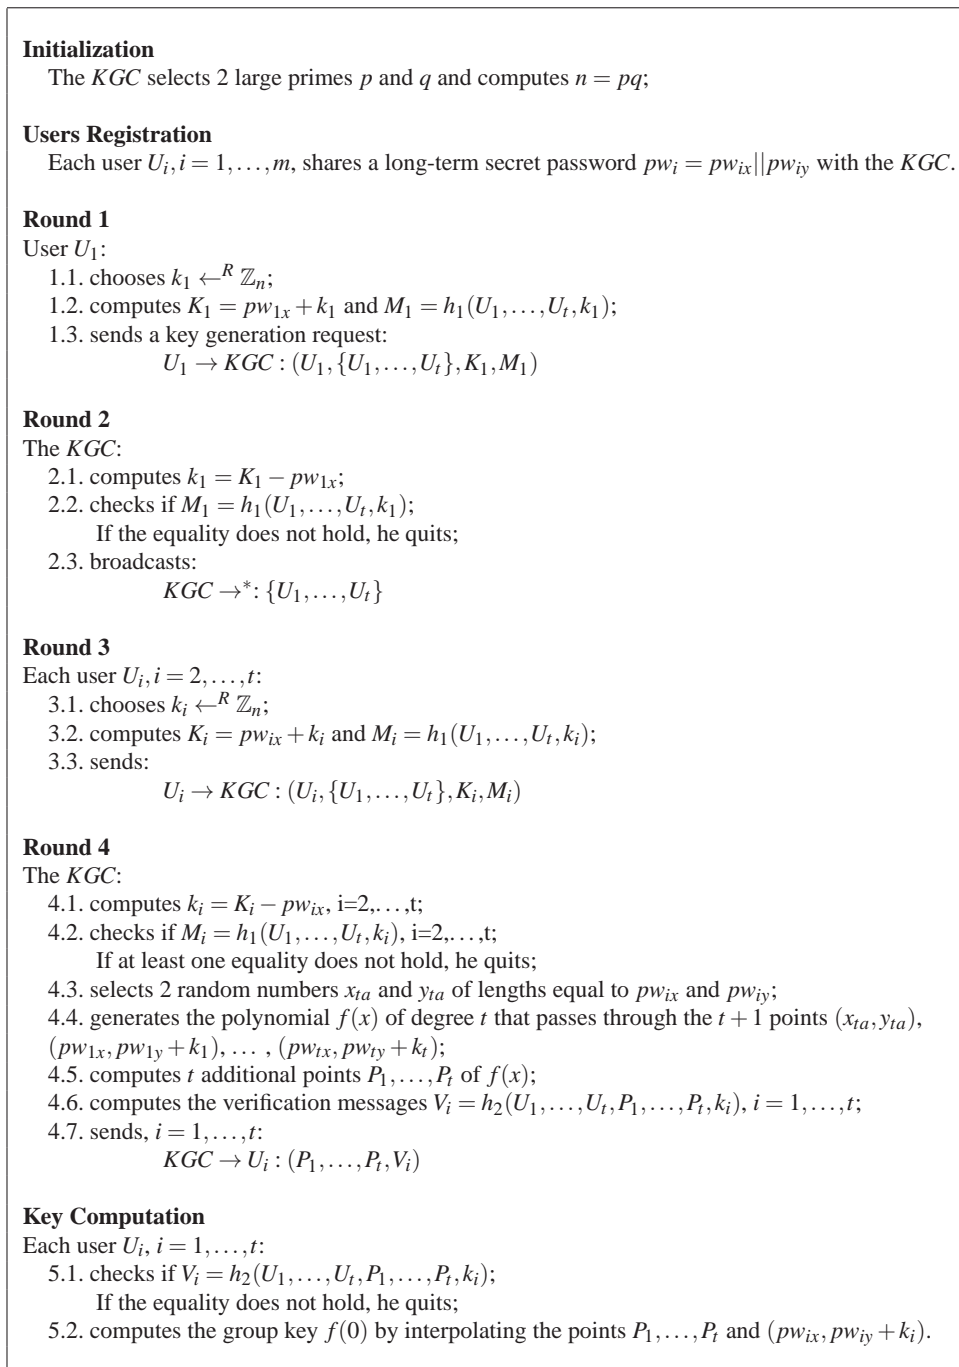 Initialization
The KGC selects 2 large primes p and q and computes n = pq;
Users Registration
Each user U_i, i = 1,...,m, shares a long-term secret password pw_ix||pw_iy with the KGC.
Round 1
User U_1:
1.1. chooses k_1 ←^R ℤ_n;
1.2. computes K_1 = pw_1x + k_1 and M_1 = h_1(U_1,...,U_t,k_1);
1.3. sends a key generation request:
U_1 → KGC : (U_1,{U_1,...,U_t},K_1,M_1)
Round 2
The KGC:
2.1. computes k_1 = K_1 − pw_1x;
2.2. checks if M_1 = h_1(U_1,...,U_t,k_1);
If the equality does not hold, he quits;
2.3. broadcasts:
KGC →*: {U_1,...,U_t}
Round 3
Each user U_i, i = 2,...,t:
3.1. chooses k_i ←^R ℤ_n;
3.2. computes K_i = pw_ix + k_i and M_i = h_1(U_1,...,U_t,k_i);
3.3. sends:
U_i → KGC : (U_i,{U_1,...,U_t},K_i,M_i)
Round 4
The KGC:
4.1. computes k_i = K_i − pw_ix, i=2,...,t;
4.2. checks if M_i = h_1(U_1,...,U_t,k_i), i=2,...,t;
If at least one equality does not hold, he quits;
4.3. selects 2 random numbers x_ta and y_ta of lengths equal to pw_ix and pw_iy;
4.4. generates the polynomial f(x) of degree t that passes through the t + 1 points (x_ta,y_ta),
(pw_1x,pw_1y + k_1), ... , (pw_tx,pw_ty + k_t);
4.5. computes t additional points P_1,...,P_t of f(x);
4.6. computes the verification messages V_i = h_2(U_1,...,U_t,P_1,...,P_t,k_i), i = 1,...,t;
4.7. sends, i = 1,...,t:
KGC → U_i : (P_1,...,P_t,V_i)
Key Computation
Each user U_i, i = 1,...,t:
5.1. checks if V_i = h_2(U_1,...,U_t,P_1,...,P_t,k_i);
If the equality does not hold, he quits;
5.2. computes the group key f(0) by interpolating the points P_1,...,P_t and (pw_ix,pw_iy + k_i).